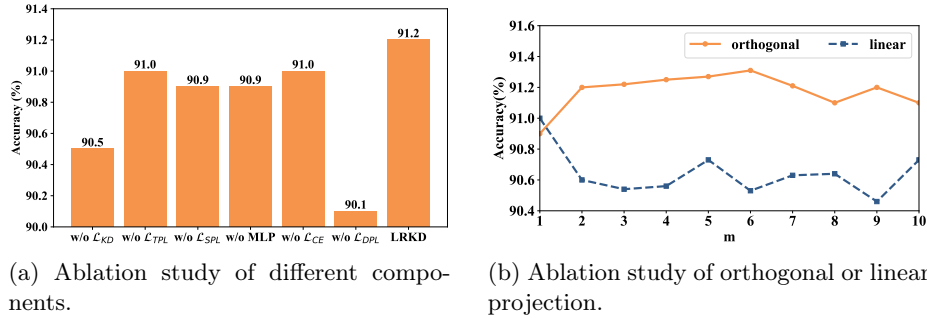 91.4
91.2
91.0
90.8
90.6
90.4
90.2
90.0
Accuracy (%)
90.5
91.0
90.9
90.9
91.0
90.1
91.2
w/o L_KD w/o L_TPL w/o L_SPL w/o MLP w/o L_CE w/o L_DPL LRKD
(a) Ablation study of different compo-
nents.
91.6
91.4
91.2
91.0
90.8
90.6
90.4
Accuracy(%)
orthogonal linear
1 2 3 4 5 6 7 8 9 10
m
(b) Ablation study of orthogonal or linear
projection.